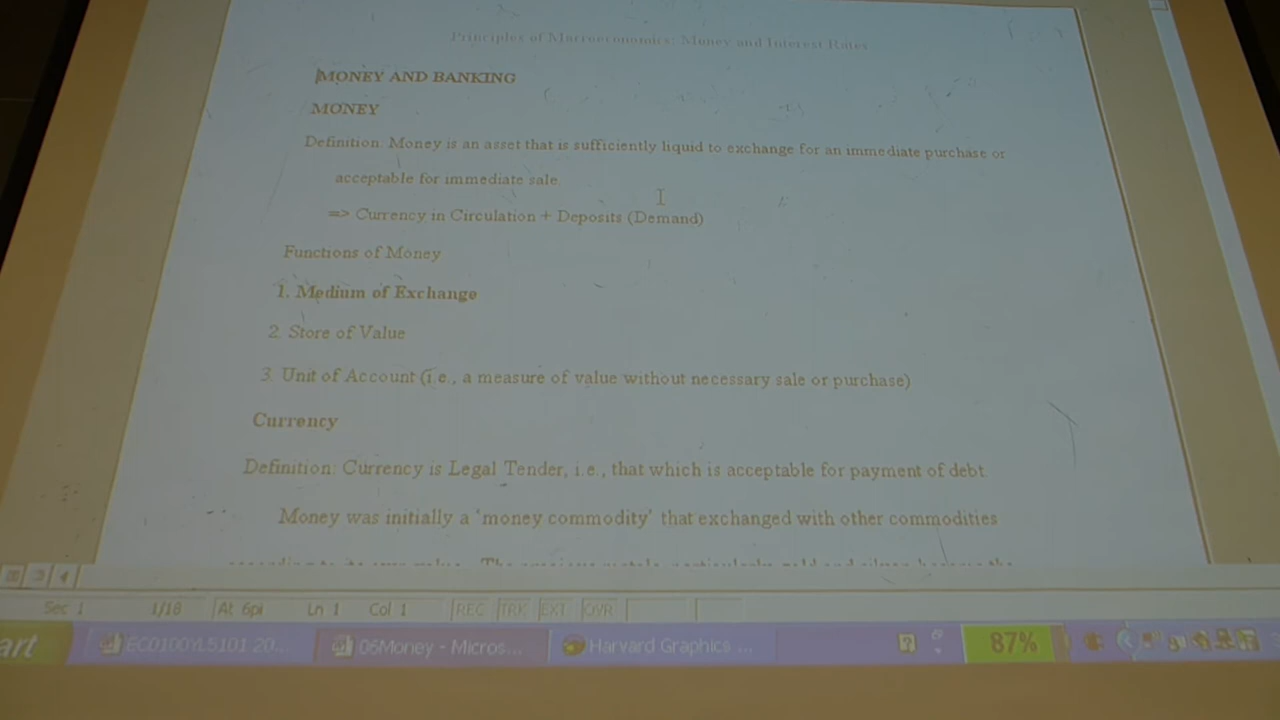 Principles of Macroeconomics: Money and Interest Rates
MONEY AND BANKING
MONEY
Definition: Money is an asset that is sufficiently liquid to exchange for an immediate purchase or
acceptable for immediate sale.
=> Currency in Circulation + Deposits (Demand)
Functions of Money
1. Medium of Exchange
2. Store of Value
3. Unit of Account (i.e., a measure of value without necessary sale or purchase)
Currency
Definition: Currency is Legal Tender, i.e., that which is acceptable for payment of debt.
Money was initially a 'money commodity' that exchanged with other commodities
Sec 1 1/18 At 6pi Ln 1 Col 1 REC TRK EXT OVR
art ECO100YL5101 20... 06Money - Micros... Harvard Graphics ... 87%